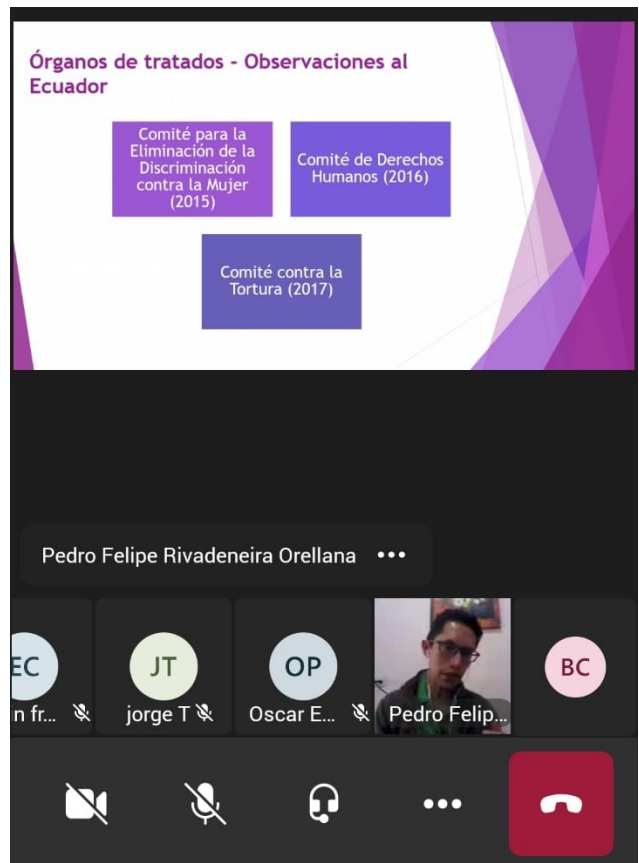 Órganos de tratados - Observaciones al
Ecuador
Comité para la
Eliminación de la
Discriminación
contra la Mujer
(2015)
Comité de Derechos
Humanos (2016)
Comité contra la
Tortura (2017)
Pedro Felipe Rivadeneira Orellana
EC
in fr...
JT
jorge T
OP
Oscar E...
Pedro Felip...
BC